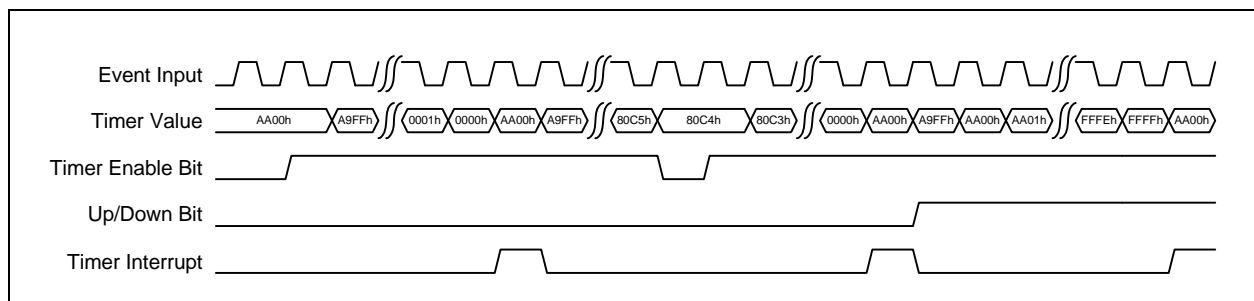 Event Input
Timer Value AA00h A9FFh 0001h 0000h AA00h A9FFh 80C5h 80C4h 80C3h 0000h AA00h A9FFh AA00h AA01h FFFEh FFFFh AA00h
Timer Enable Bit
Up/Down Bit
Timer Interrupt